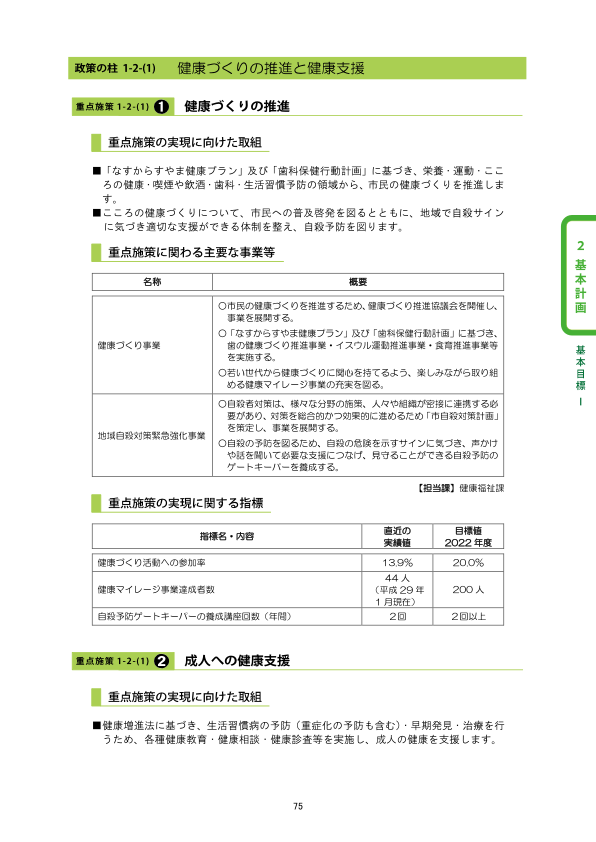 政策の柱 1-2-(1) 健康づくりの推進と健康支援
重点施策 1-2-(1) ❶ 健康づくりの推進
重点施策の実現に向けた取組
■「なすからすやま健康プラン」及び「歯科保健行動計画」に基づき、栄養・運動・ここ
ろの健康・喫煙や飲酒・歯科・生活習慣予防の領域から、市民の健康づくりを推進しま
す。
■こころの健康づくりについて、市民への普及啓発を図るとともに、地域で自殺サイン
に気づき適切な支援ができる体制を整え、自殺予防を図ります。
重点施策に関わる主要な事業等
名称 概要
健康づくり事業
○市民の健康づくりを推進するため、健康づくり推進協議会を開催し、
事業を展開する。
○「なすからすやま健康プラン」及び「歯科保健行動計画」に基づき、
歯の健康づくり推進事業・イスウル運動推進事業・食育推進事業等
を実施する。
○若い世代から健康づくりに関心を持てるよう、楽しみながら取り組
める健康マイレージ事業の充実を図る。
地域自殺対策緊急強化事業
○自殺者対策は、様々な分野の施策、人々や組織が密接に連携する必
要があり、対策を総合的かつ効果的に進めるため「市自殺対策計画」
を策定し、事業を展開する。
○自殺の予防を図るため、自殺の危険を示すサインに気づき、声かけ
や話を聞いて必要な支援につなげ、見守ることができる自殺予防の
ゲートキーパーを養成する。
【担当課】健康福祉課
重点施策の実現に関する指標
指標名・内容 直近の 目標値
実績値 2022 年度
健康づくり活動への参加率 13.9% 20.0%
健康マイレージ事業達成者数 44 人 200 人
（平成 29 年
1 月現在）
自殺予防ゲートキーパーの養成講座回数（年間） 2回 2回以上
重点施策 1-2-(1) ❷ 成人への健康支援
重点施策の実現に向けた取組
■健康増進法に基づき、生活習慣病の予防（重症化の予防も含む）・早期発見・治療を行
うため、各種健康教育・健康相談・健康診査等を実施し、成人の健康を支援します。
2 基本計画
基本目標 Ⅰ
75